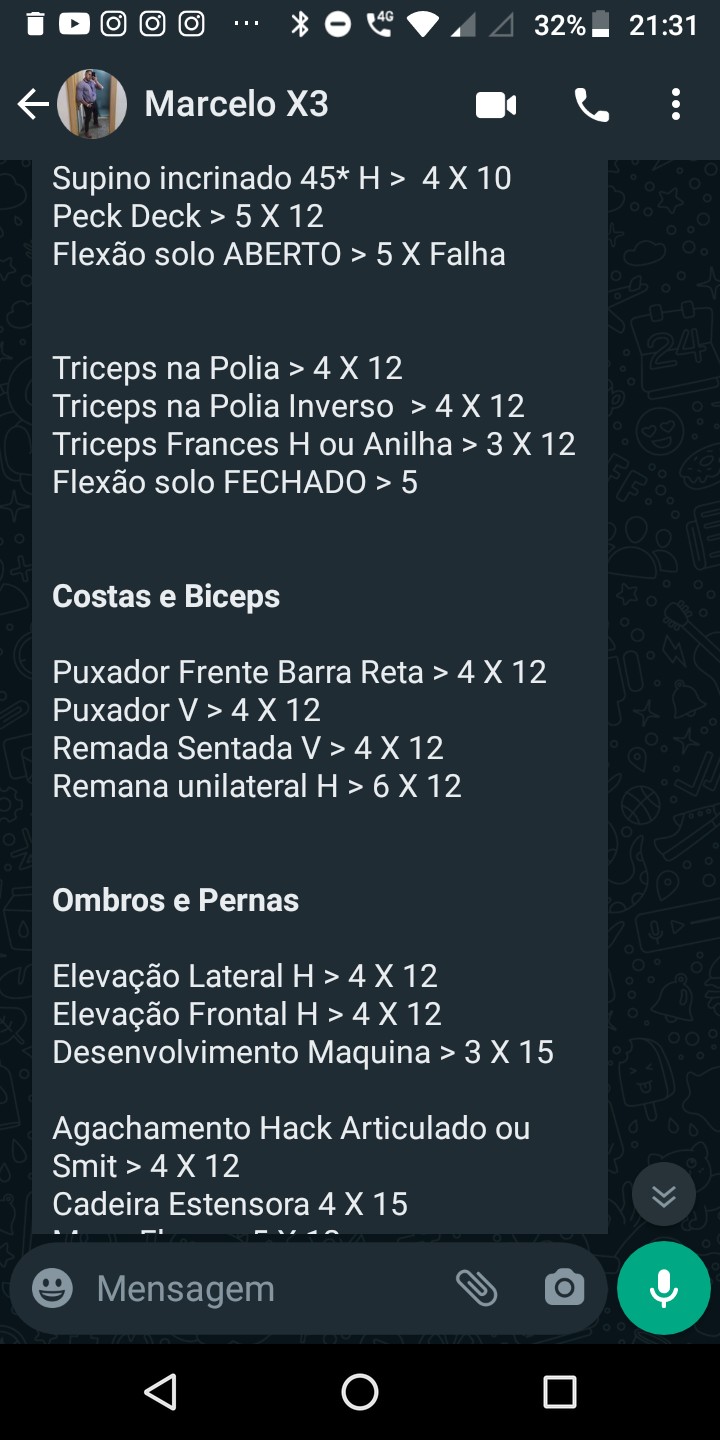 4G
32% 21:31
Marcelo X3
Supino incrinado 45* H > 4 X 10
Peck Deck > 5 X 12
Flexão solo ABERTO > 5 X Falha
Triceps na Polia > 4 X 12
Triceps na Polia Inverso > 4 X 12
Triceps Frances H ou Anilha > 3 X 12
Flexão solo FECHADO > 5
Costas e Biceps
Puxador Frente Barra Reta > 4 X 12
Puxador V > 4 X 12
Remada Sentada V > 4 X 12
Remana unilateral H > 6 X 12
Ombros e Pernas
Elevação Lateral H > 4 X 12
Elevação Frontal H > 4 X 12
Desenvolvimento Maquina > 3 X 15
Agachamento Hack Articulado ou
Smit > 4 X 12
Cadeira Estensora 4 X 15
Mensagem